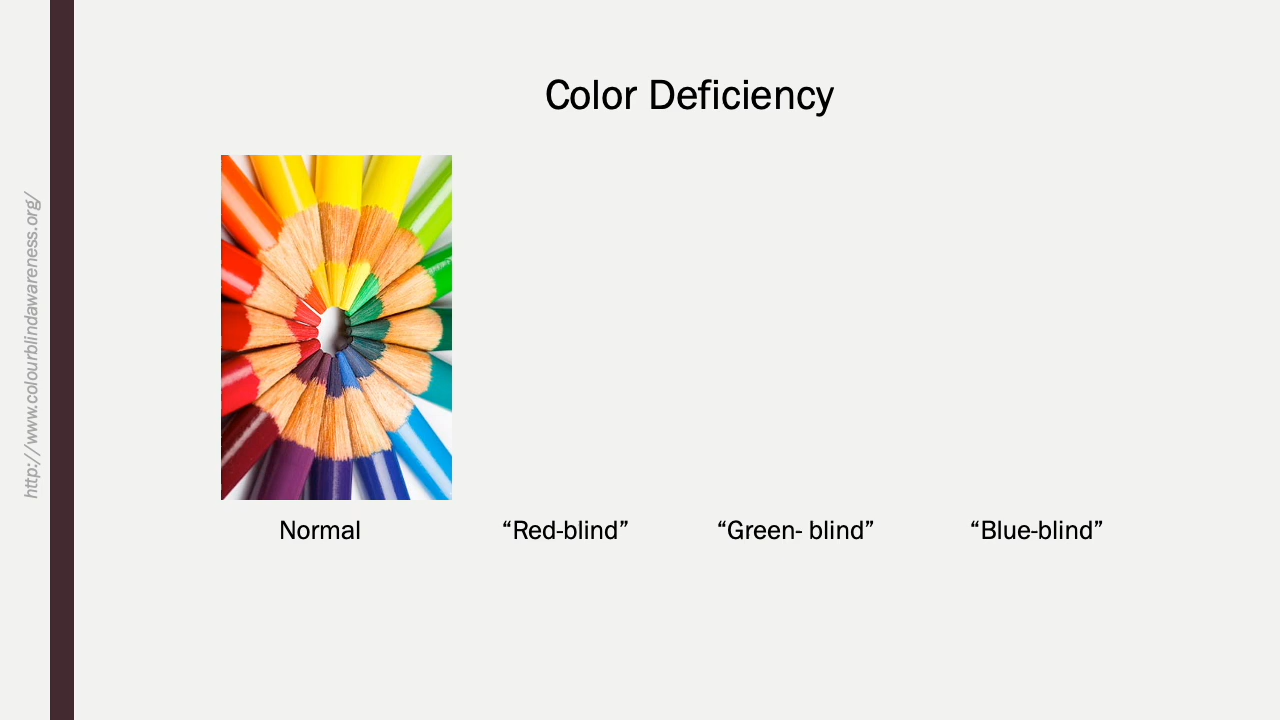 Color Deficiency
Normal
“Red-blind”
“Green- blind”
“Blue-blind”
http://www.colourblindawareness.org/